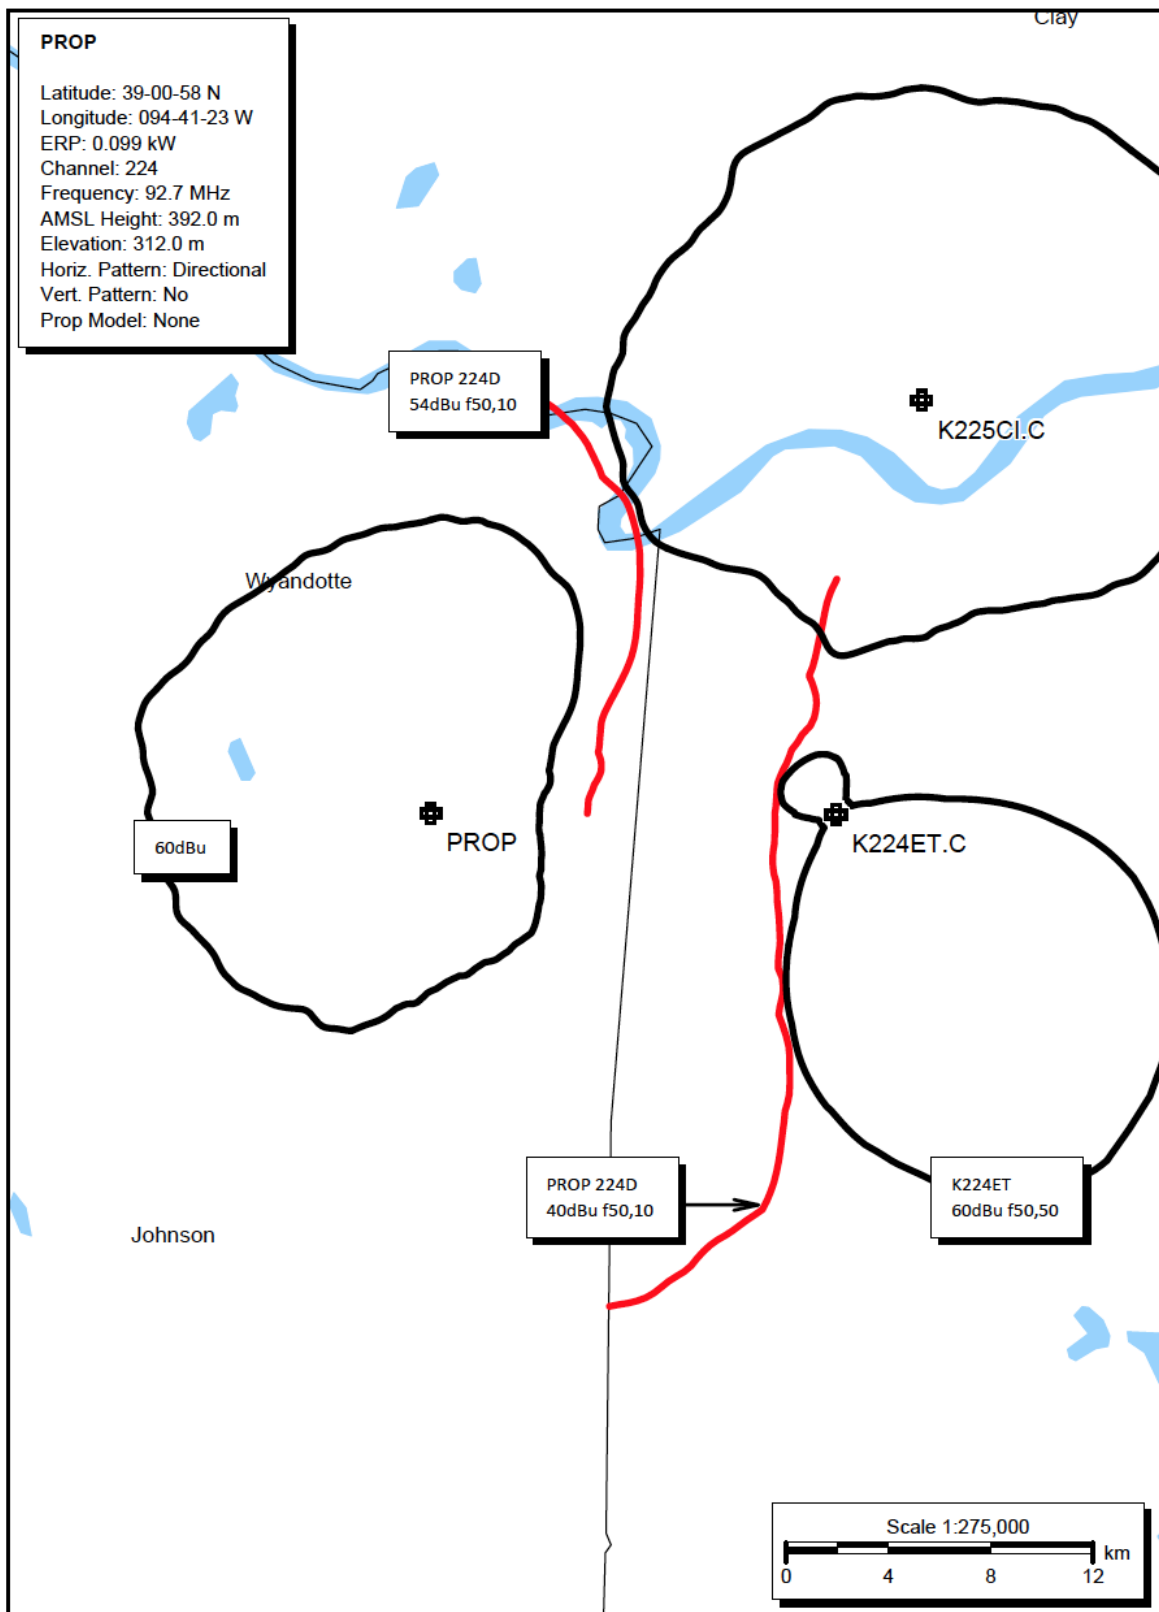 Clay
PROP
Latitude: 39-00-58 N
Longitude: 094-41-23 W
ERP: 0.099 kW
Channel: 224
Frequency: 92.7 MHz
AMSL Height: 392.0 m
Elevation: 312.0 m
Horiz. Pattern: Directional
Vert. Pattern: No
Prop Model: None
PROP 224D
54dBu f50,10
K225CI.C
Wyandotte
PROP
K224ET.C
60dBu
PROP 224D
40dBu f50,10
K224ET
60dBu f50,50
Johnson
Scale 1:275,000
km
0 4 8 12